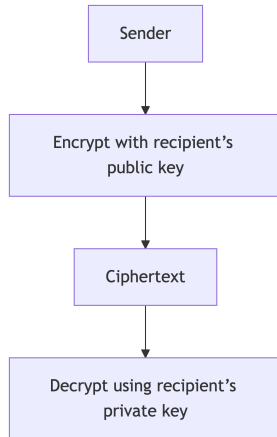 Sender
Encrypt with recipient’s
public key
Ciphertext
Decrypt using recipient’s
private key